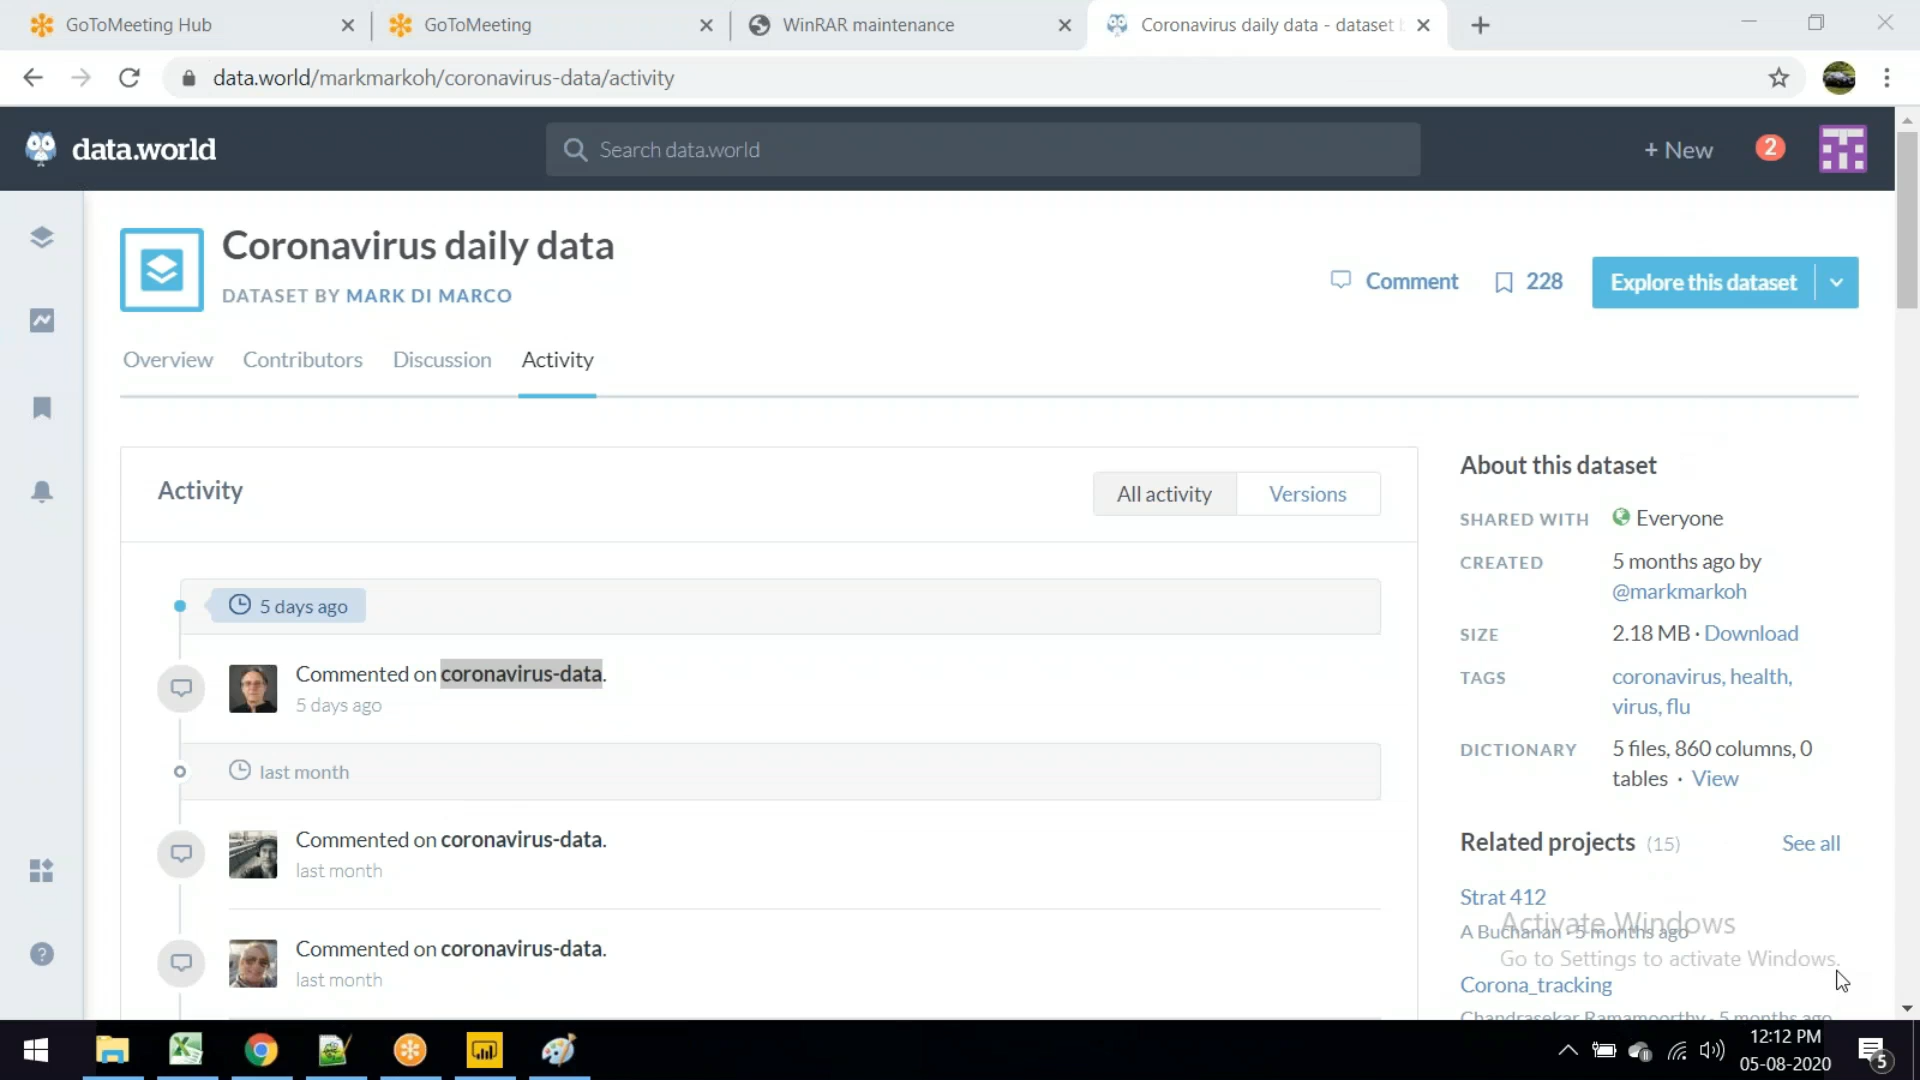 GoToMeeting Hub
GoToMeeting
WinRAR maintenance
Coronavirus daily data - dataset b
data.world/markmarkoh/coronavirus-data/activity
data.world
Search data.world
+ New
2
Coronavirus daily data
DATASET BY MARK DI MARCO
Comment
228
Explore this dataset
Overview
Contributors
Discussion
Activity
Activity
All activity
Versions
5 days ago
Commented on coronavirus-data.
5 days ago
last month
Commented on coronavirus-data.
last month
Commented on coronavirus-data.
last month
About this dataset
SHARED WITH
Everyone
CREATED
5 months ago by
@markmarkoh
SIZE
2.18 MB · Download
TAGS
coronavirus, health,
virus, flu
DICTIONARY
5 files, 860 columns, 0
tables · View
Related projects (15)
See all
Strat 412
A Buchanan · 5 months ago
Activate Windows
Go to Settings to activate Windows.
Corona_tracking
Chandrasekar Ramamoorthy · 5 months ago
12:12 PM
05-08-2020
5